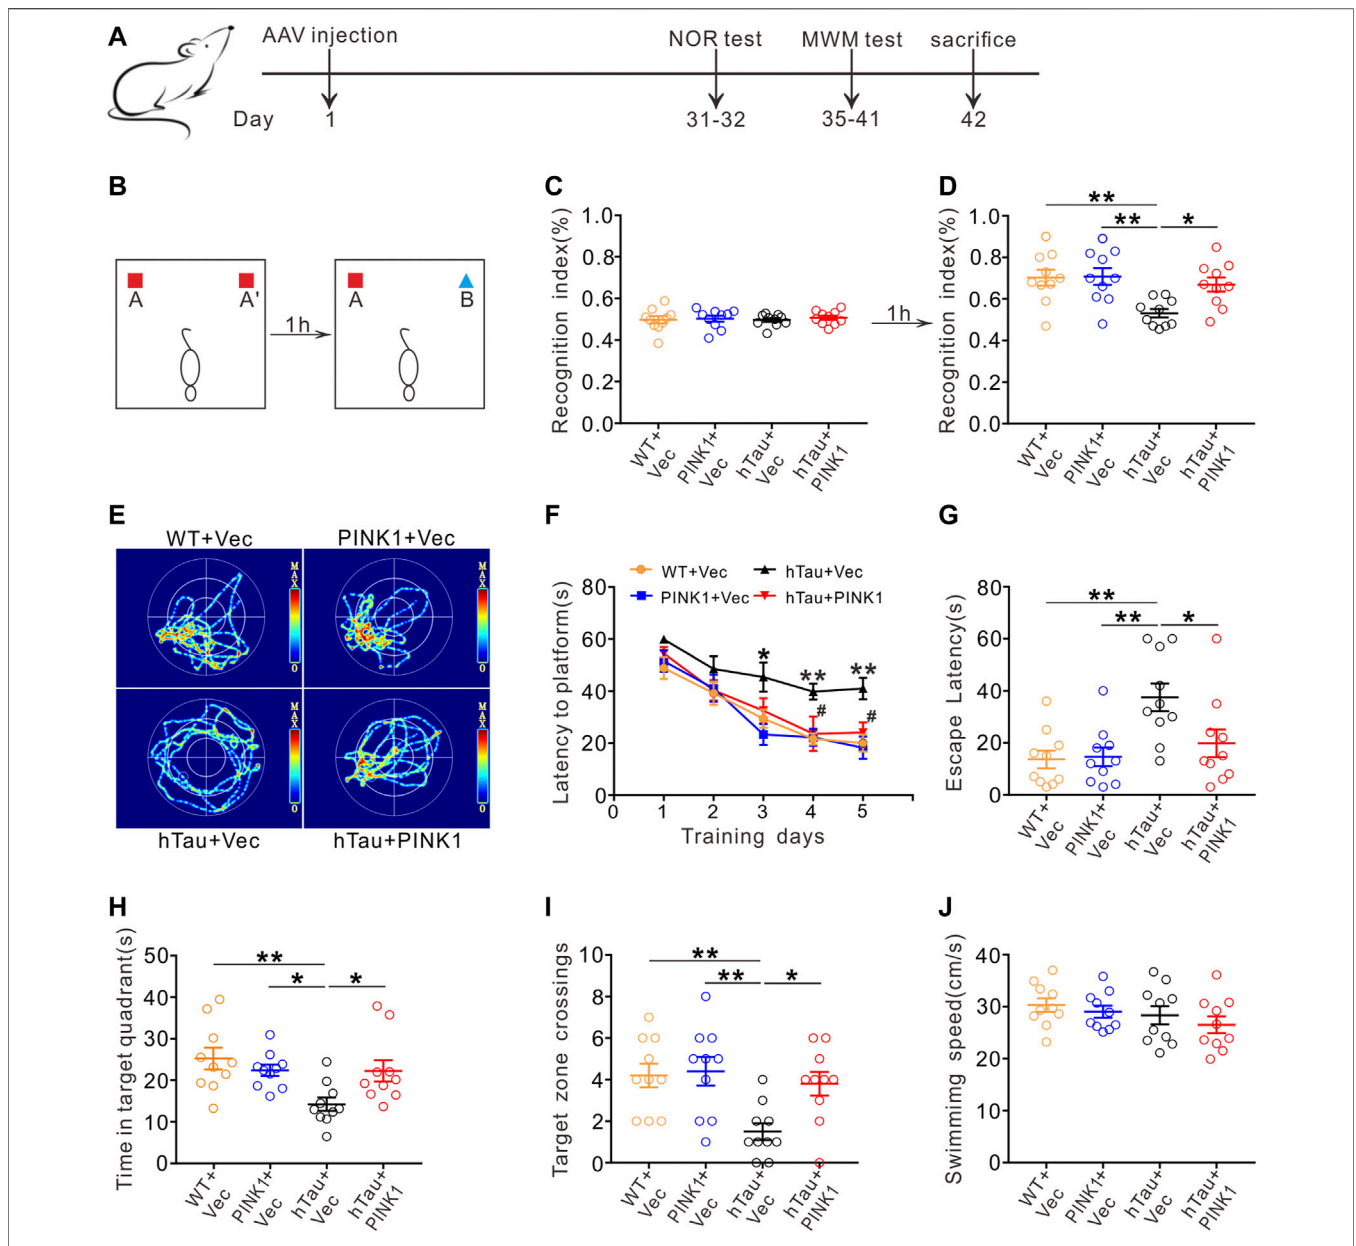 A
AAV injection
NOR test
MWM test
sacrifice
Day
1
31-32
35-41
42
B
A
A'
1h
A
B
C
Recognition index(%)
1.0
0.8
0.6
0.4
0.2
0.0
WT+
Vec
PINK1+
Vec
hTau+
Vec
hTau+
PINK1
1h
D
Recognition index(%)
1.0
0.8
0.6
0.4
0.2
0.0
**
**
*
WT+
Vec
PINK1+
Vec
hTau+
Vec
hTau+
PINK1
E
WT+Vec
PINK1+Vec
MAX
0
MAX
0
MAX
0
MAX
0
hTau+Vec
hTau+PINK1
F
WT+Vec
hTau+Vec
PINK1+Vec
hTau+PINK1
Latency to platform(s)
80
60
40
20
0
*
**
**
#
#
0
1
2
3
4
5
Training days
G
Escape Latency(s)
80
60
40
20
0
**
**
*
WT+
Vec
PINK1+
Vec
hTau+
Vec
hTau+
PINK1
H
Time in target quadrant(s)
50
40
30
20
10
0
**
*
*
WT+
Vec
PINK1+
Vec
hTau+
Vec
hTau+
PINK1
I
Target zone crossings
10
8
6
4
2
0
**
**
*
WT+
Vec
PINK1+
Vec
hTau+
Vec
hTau+
PINK1
J
Swimmimg speed(cm/s)
40
30
20
10
0
WT+
Vec
PINK1+
Vec
hTau+
Vec
hTau+
PINK1